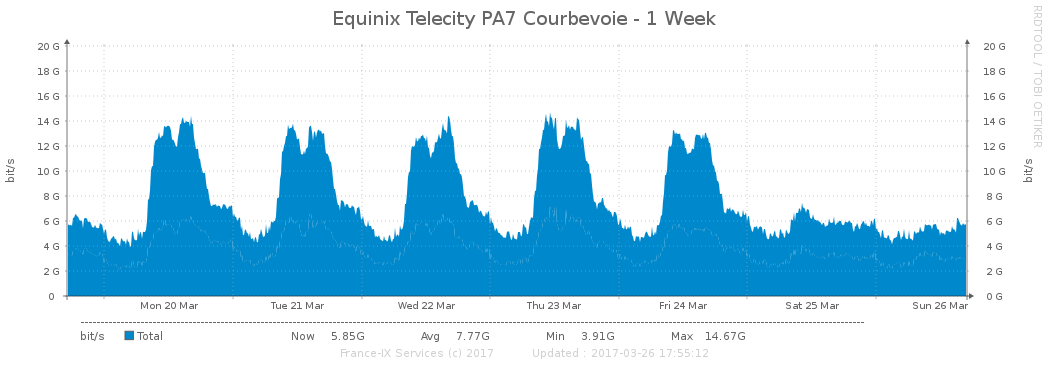 Equinix Telecity PA7 Courbevoie - 1 Week
RRDTOOL / TOBI OETIKER
20 G 20 G
18 G 18 G
16 G 16 G
14 G 14 G
12 G 12 G
10 G 10 G
8 G 8 G
6 G 6 G
4 G 4 G
2 G 2 G
0 0 G
bit/s bit/s
Mon 20 Mar Tue 21 Mar Wed 22 Mar Thu 23 Mar Fri 24 Mar Sat 25 Mar Sun 26 Mar
bit/s Total Now 5.85G Avg 7.77G Min 3.91G Max 14.67G
France-IX Services (c) 2017 Updated : 2017-03-26 17:55:12